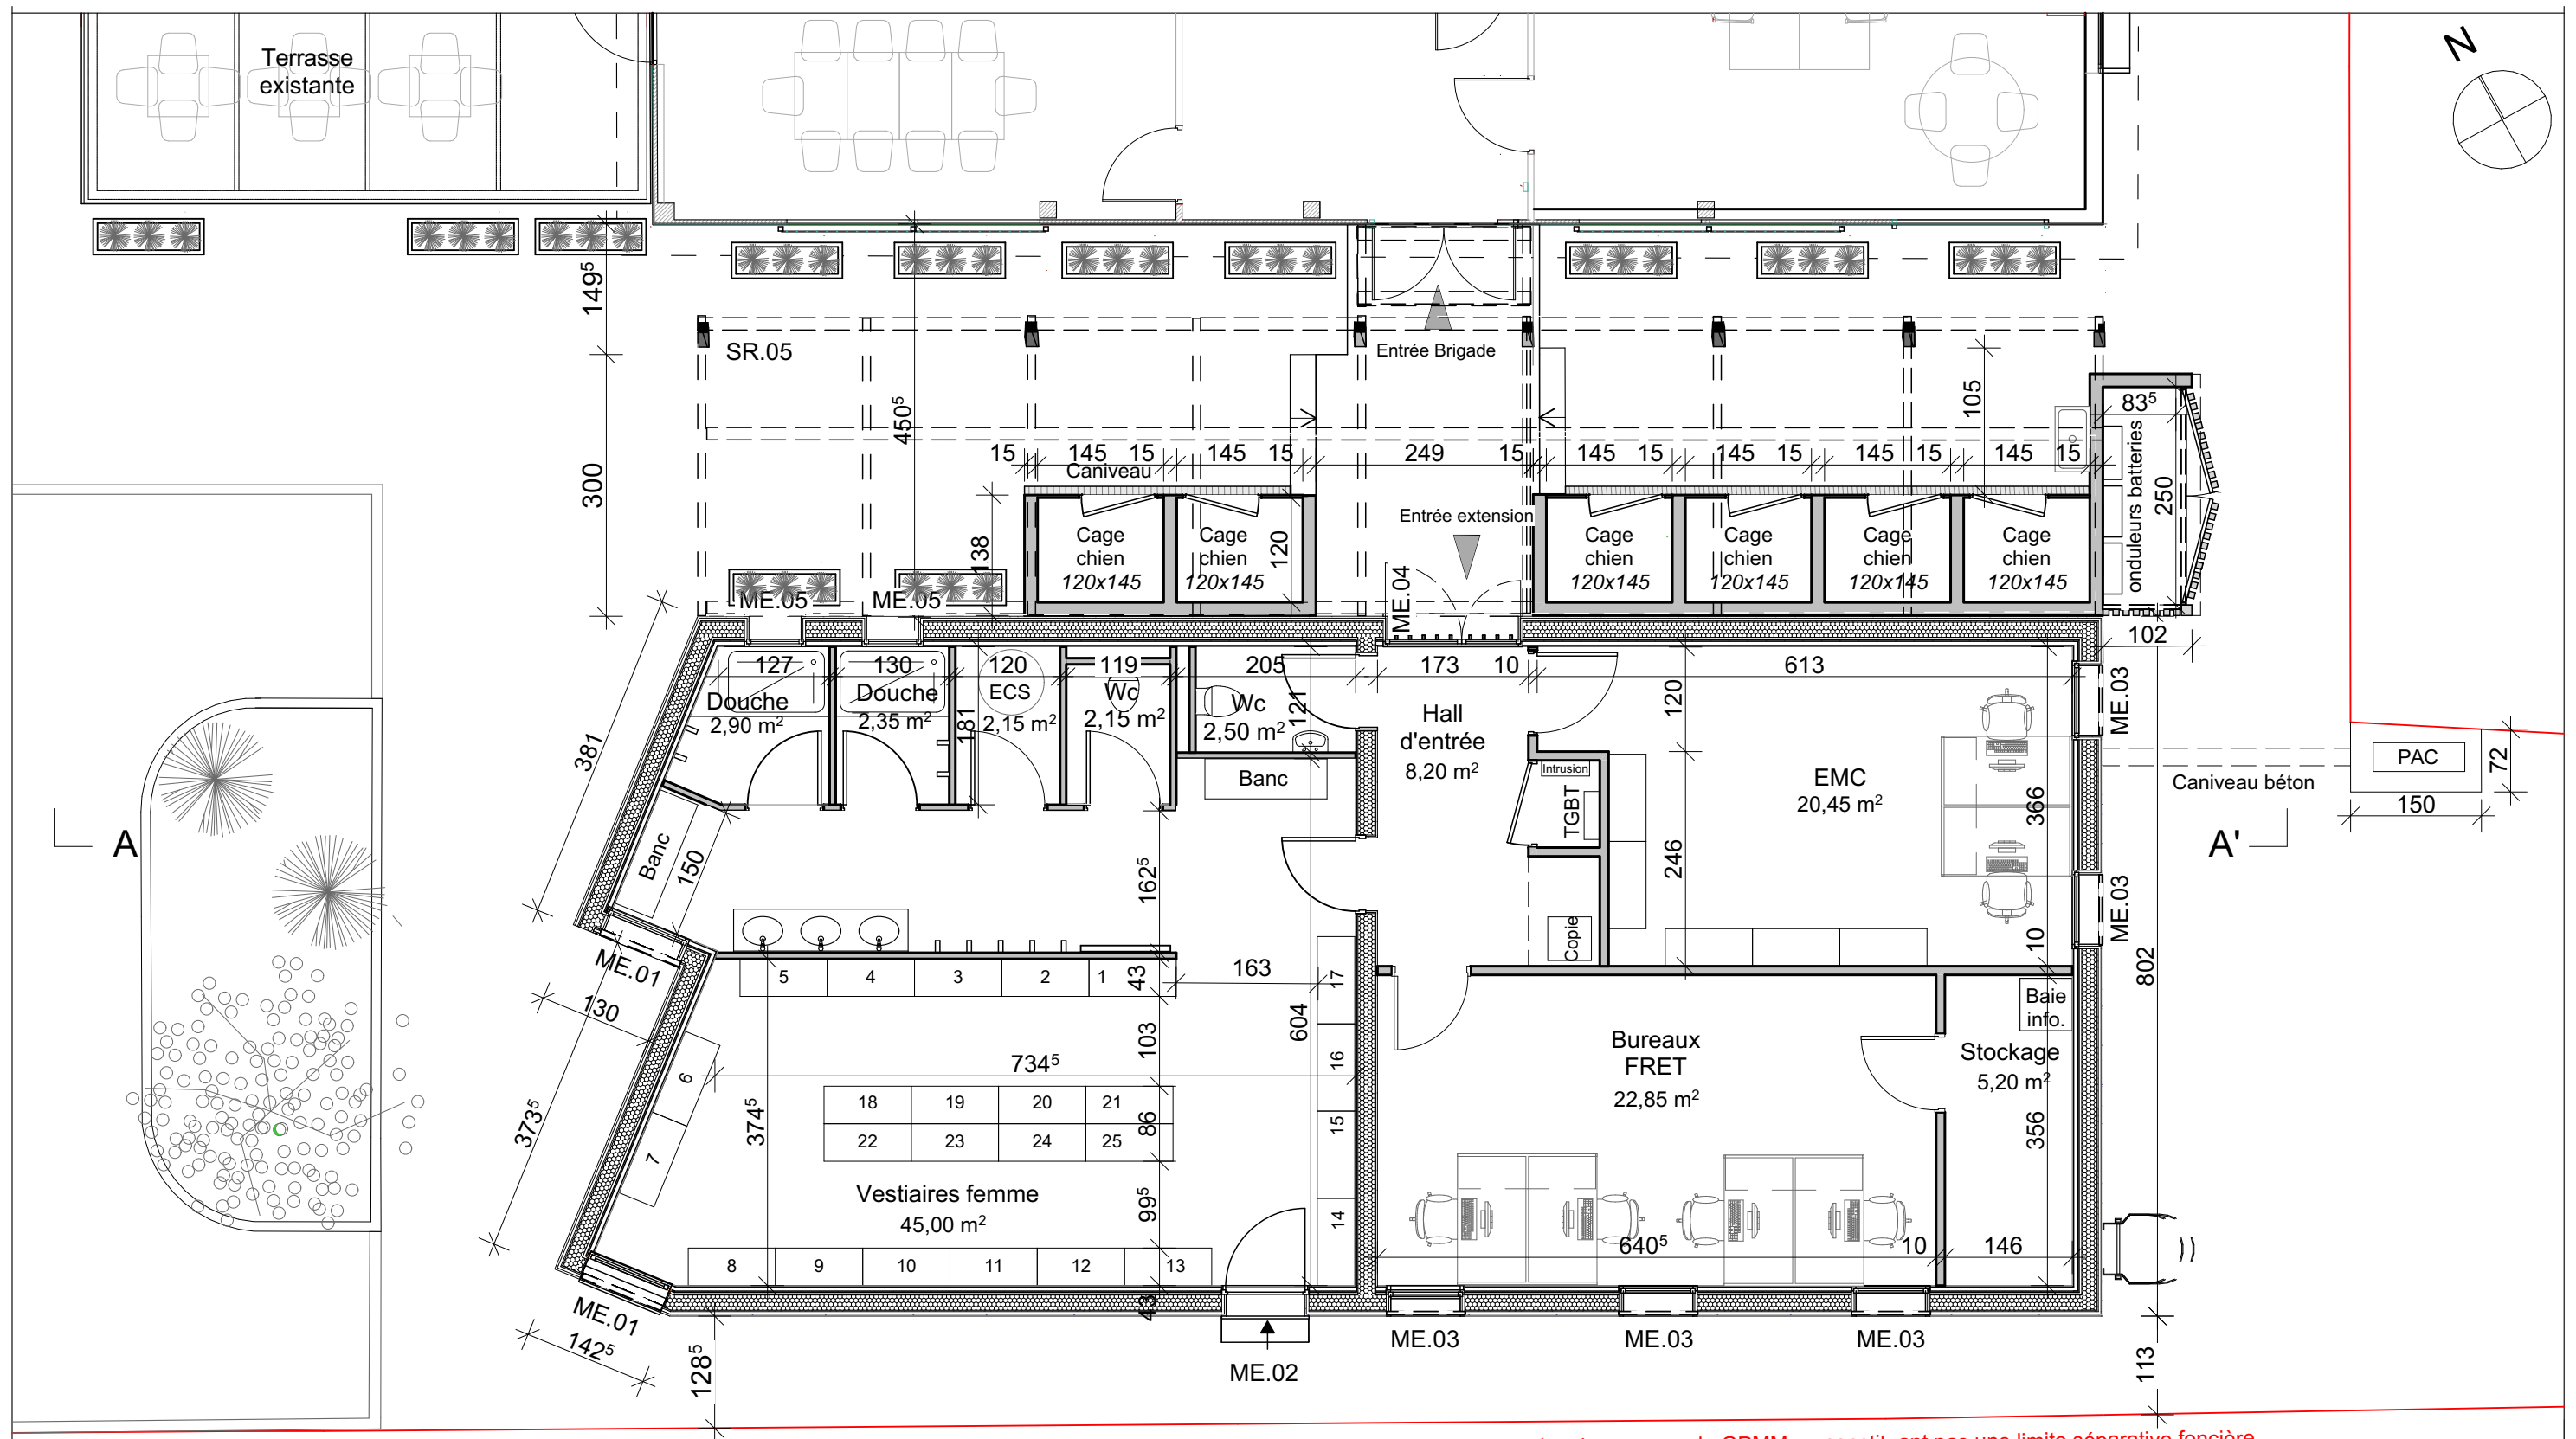 Terrasse
existante
N
149⁵
SR.05
Entrée Brigade
450⁵
300
105
83⁵
15 145 15 145 15 249 15 145 15 145 15 145 15 145 15
Caniveau
onduleurs batteries
250
Entrée extension
138
120
Cage
chien
120x145
Cage
chien
120x145
Cage
chien
120x145
Cage
chien
120x145
Cage
chien
120x145
Cage
chien
120x145
ME.05
ME.05
ME.04
102
127
130
120
119
205
173
10
613
Douche
2,90 m²
Douche
2,35 m²
ECS
2,15 m²
181
Wc
2,15 m²
Wc
2,50 m²
121
Hall
d'entrée
8,20 m²
120
ME.03
381
Banc
Intrusion
TGBT
EMC
20,45 m²
366
Caniveau béton
PAC
72
150
A
A'
Banc
150
162⁵
246
Copie
ME.03
10
802
ME.01
130
5
4
3
2
1
43
163
17
604
Baie
info.
103
734⁵
16
Bureaux
FRET
22,85 m²
Stockage
5,20 m²
6
7
373⁵
374⁵
18
19
20
21
86
22
23
24
25
15
356
Vestiaires femme
45,00 m²
99⁵
14
640⁵
10
146
8
9
10
11
12
13
43
ME.01
142⁵
128⁵
ME.02
ME.03
ME.03
ME.03
113